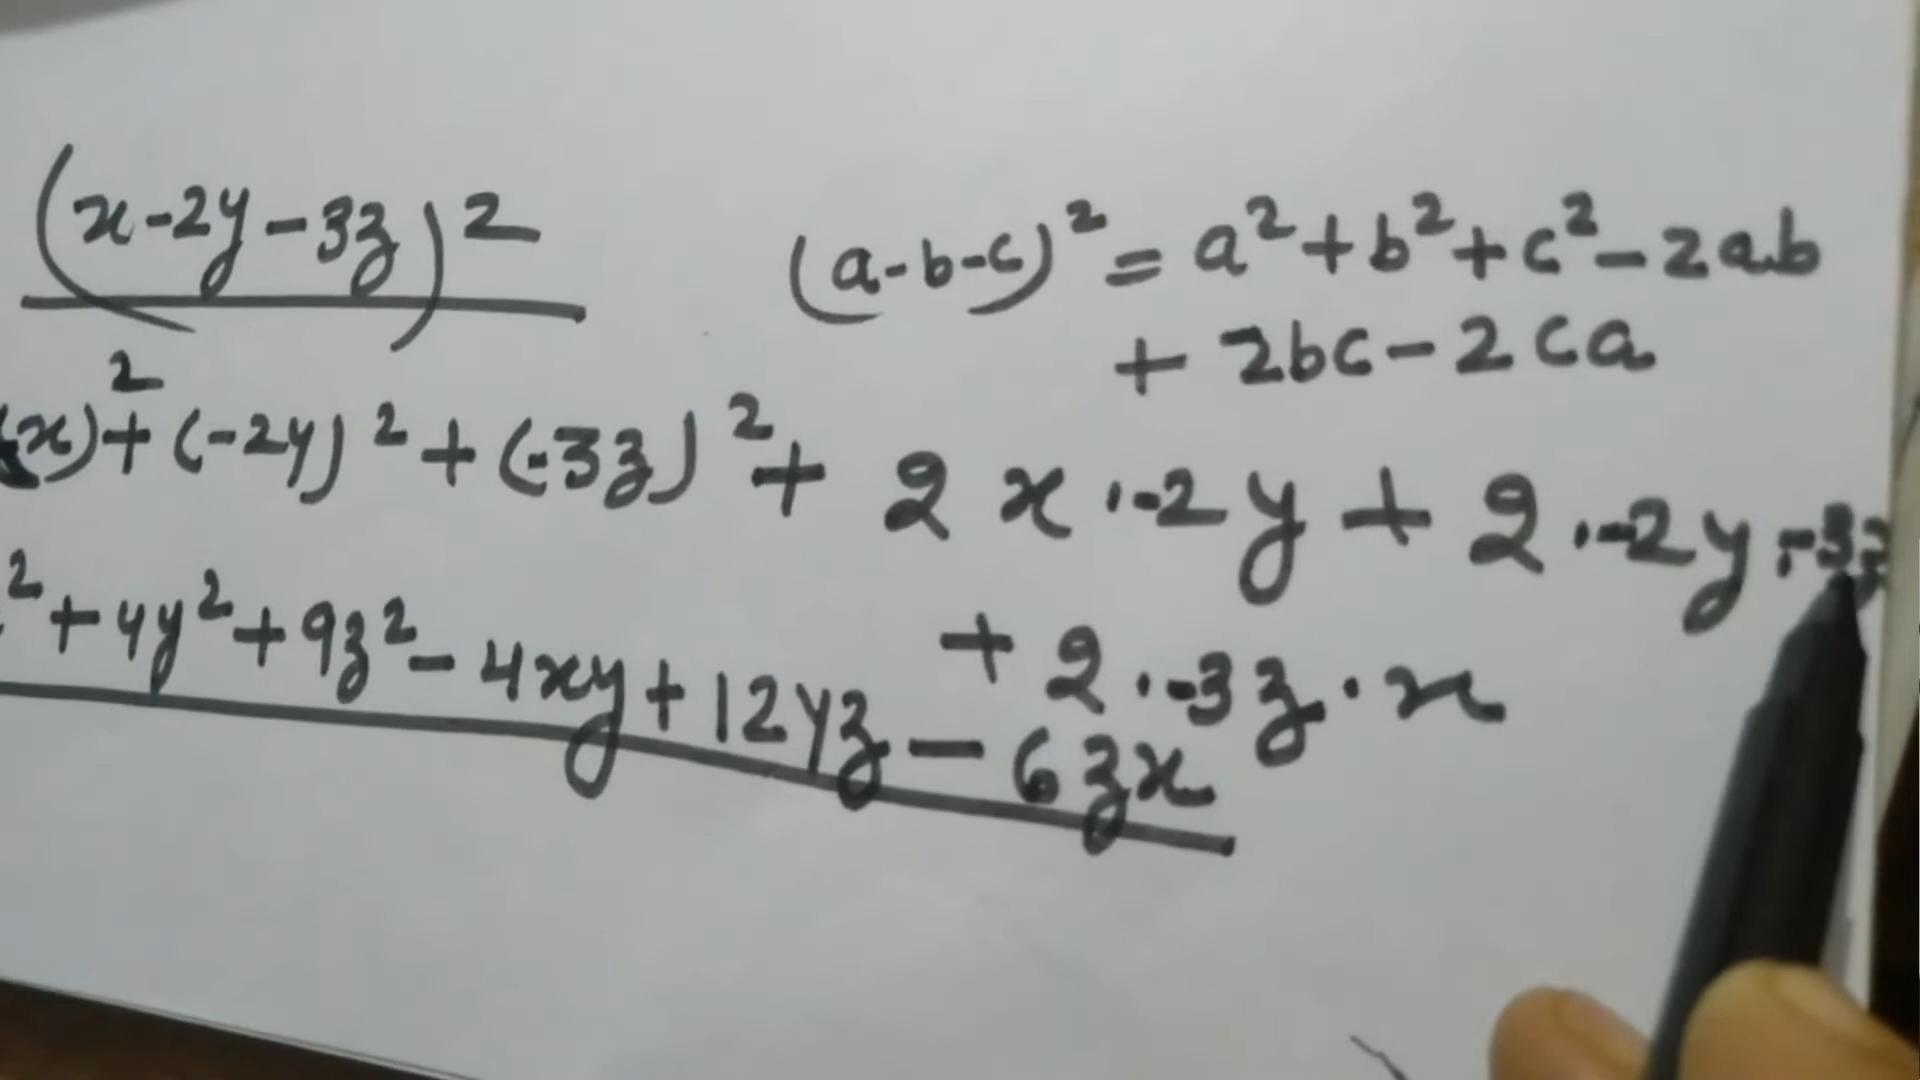 (x-2y-3z)²
(a-b-c)² = a²+b²+c²-2ab
+ 2bc-2ca
(x)²+(-2y)²+(-3z)²+ 2x.-2y+2.-2y.-3z
+2.-3z.x
²+4y²+9z²-4xy+12yz-6zx